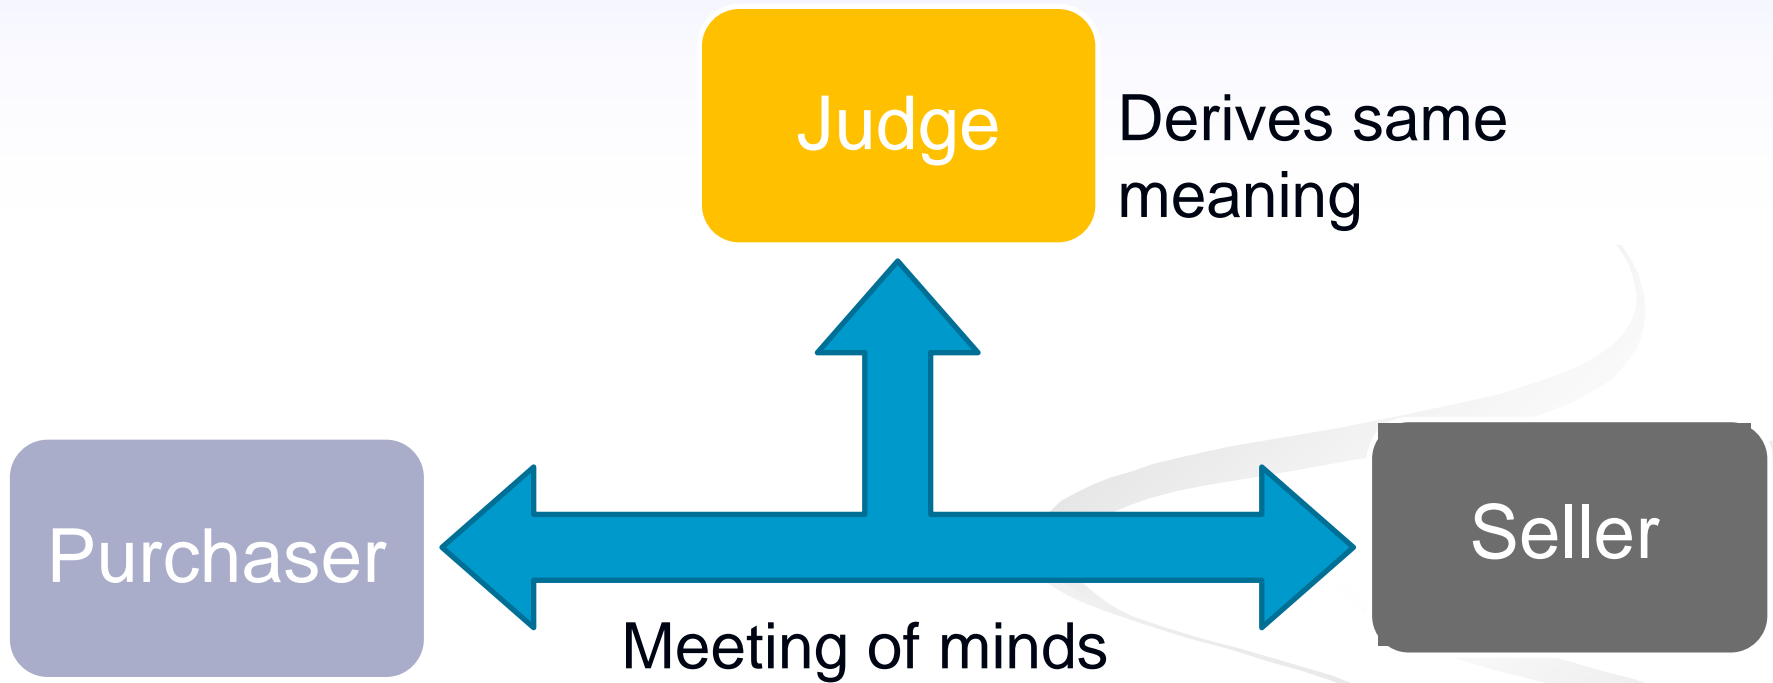 Judge
Derives same
meaning
Purchaser
Seller
Meeting of minds